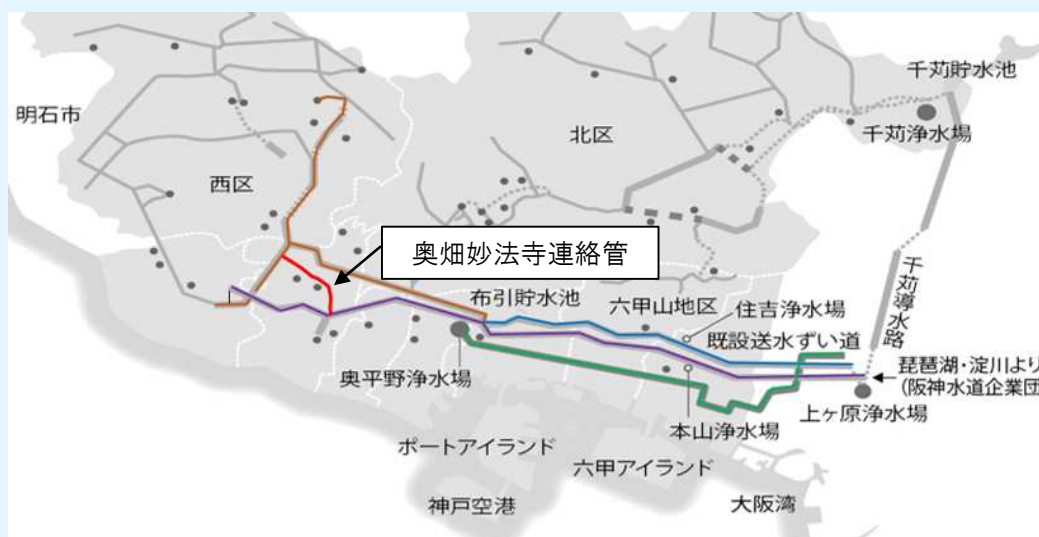 千苅貯水池
千苅浄水場
明石市
北区
西区
奥畑妙法寺連絡管
千苅導水路
布引貯水池
六甲山地区
住吉浄水場
既設送水ずい道
琵琶湖・淀川より
(阪神水道企業団
奥平野浄水場
上ヶ原浄水場
本山浄水場
ポートアイランド
六甲アイランド
神戸空港
大阪湾